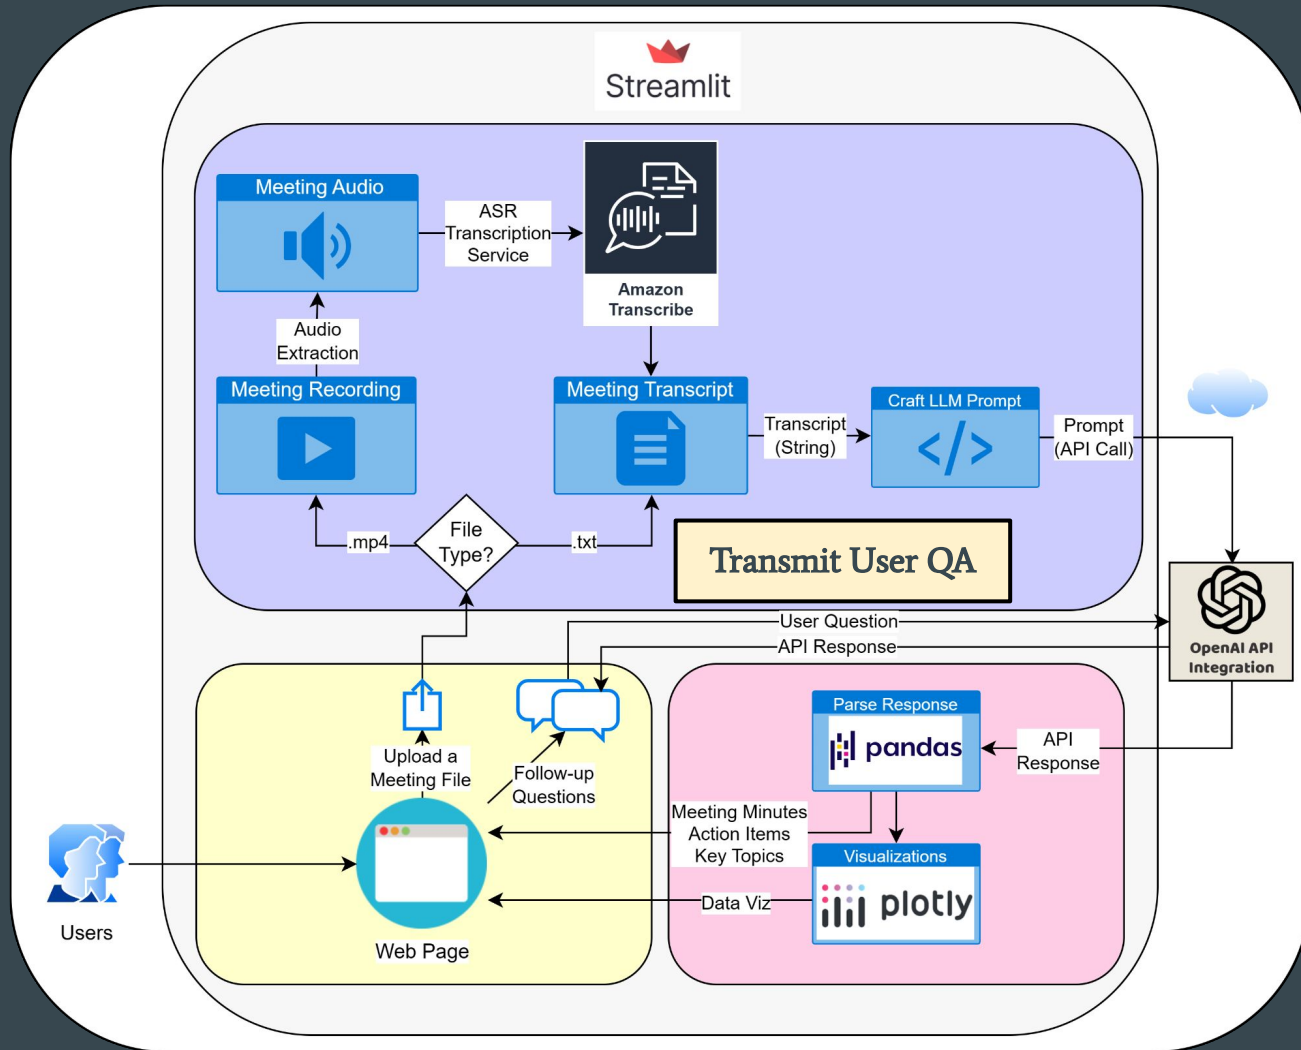 Streamlit
Meeting Audio
ASR
Transcription
Service
Amazon
Transcribe
Audio
Extraction
Meeting Recording
Meeting Transcript
Transcript
(String)
Craft LLM Prompt
</>
Prompt
(API Call)
File
Type?
.mp4
.txt
Transmit User QA
User Question
API Response
OpenAI API
Integration
Upload a
Meeting File
Follow-up
Questions
Parse Response
pandas
API
Response
Meeting Minutes
Action Items
Key Topics
Visualizations
plotly
Data Viz
Users
Web Page